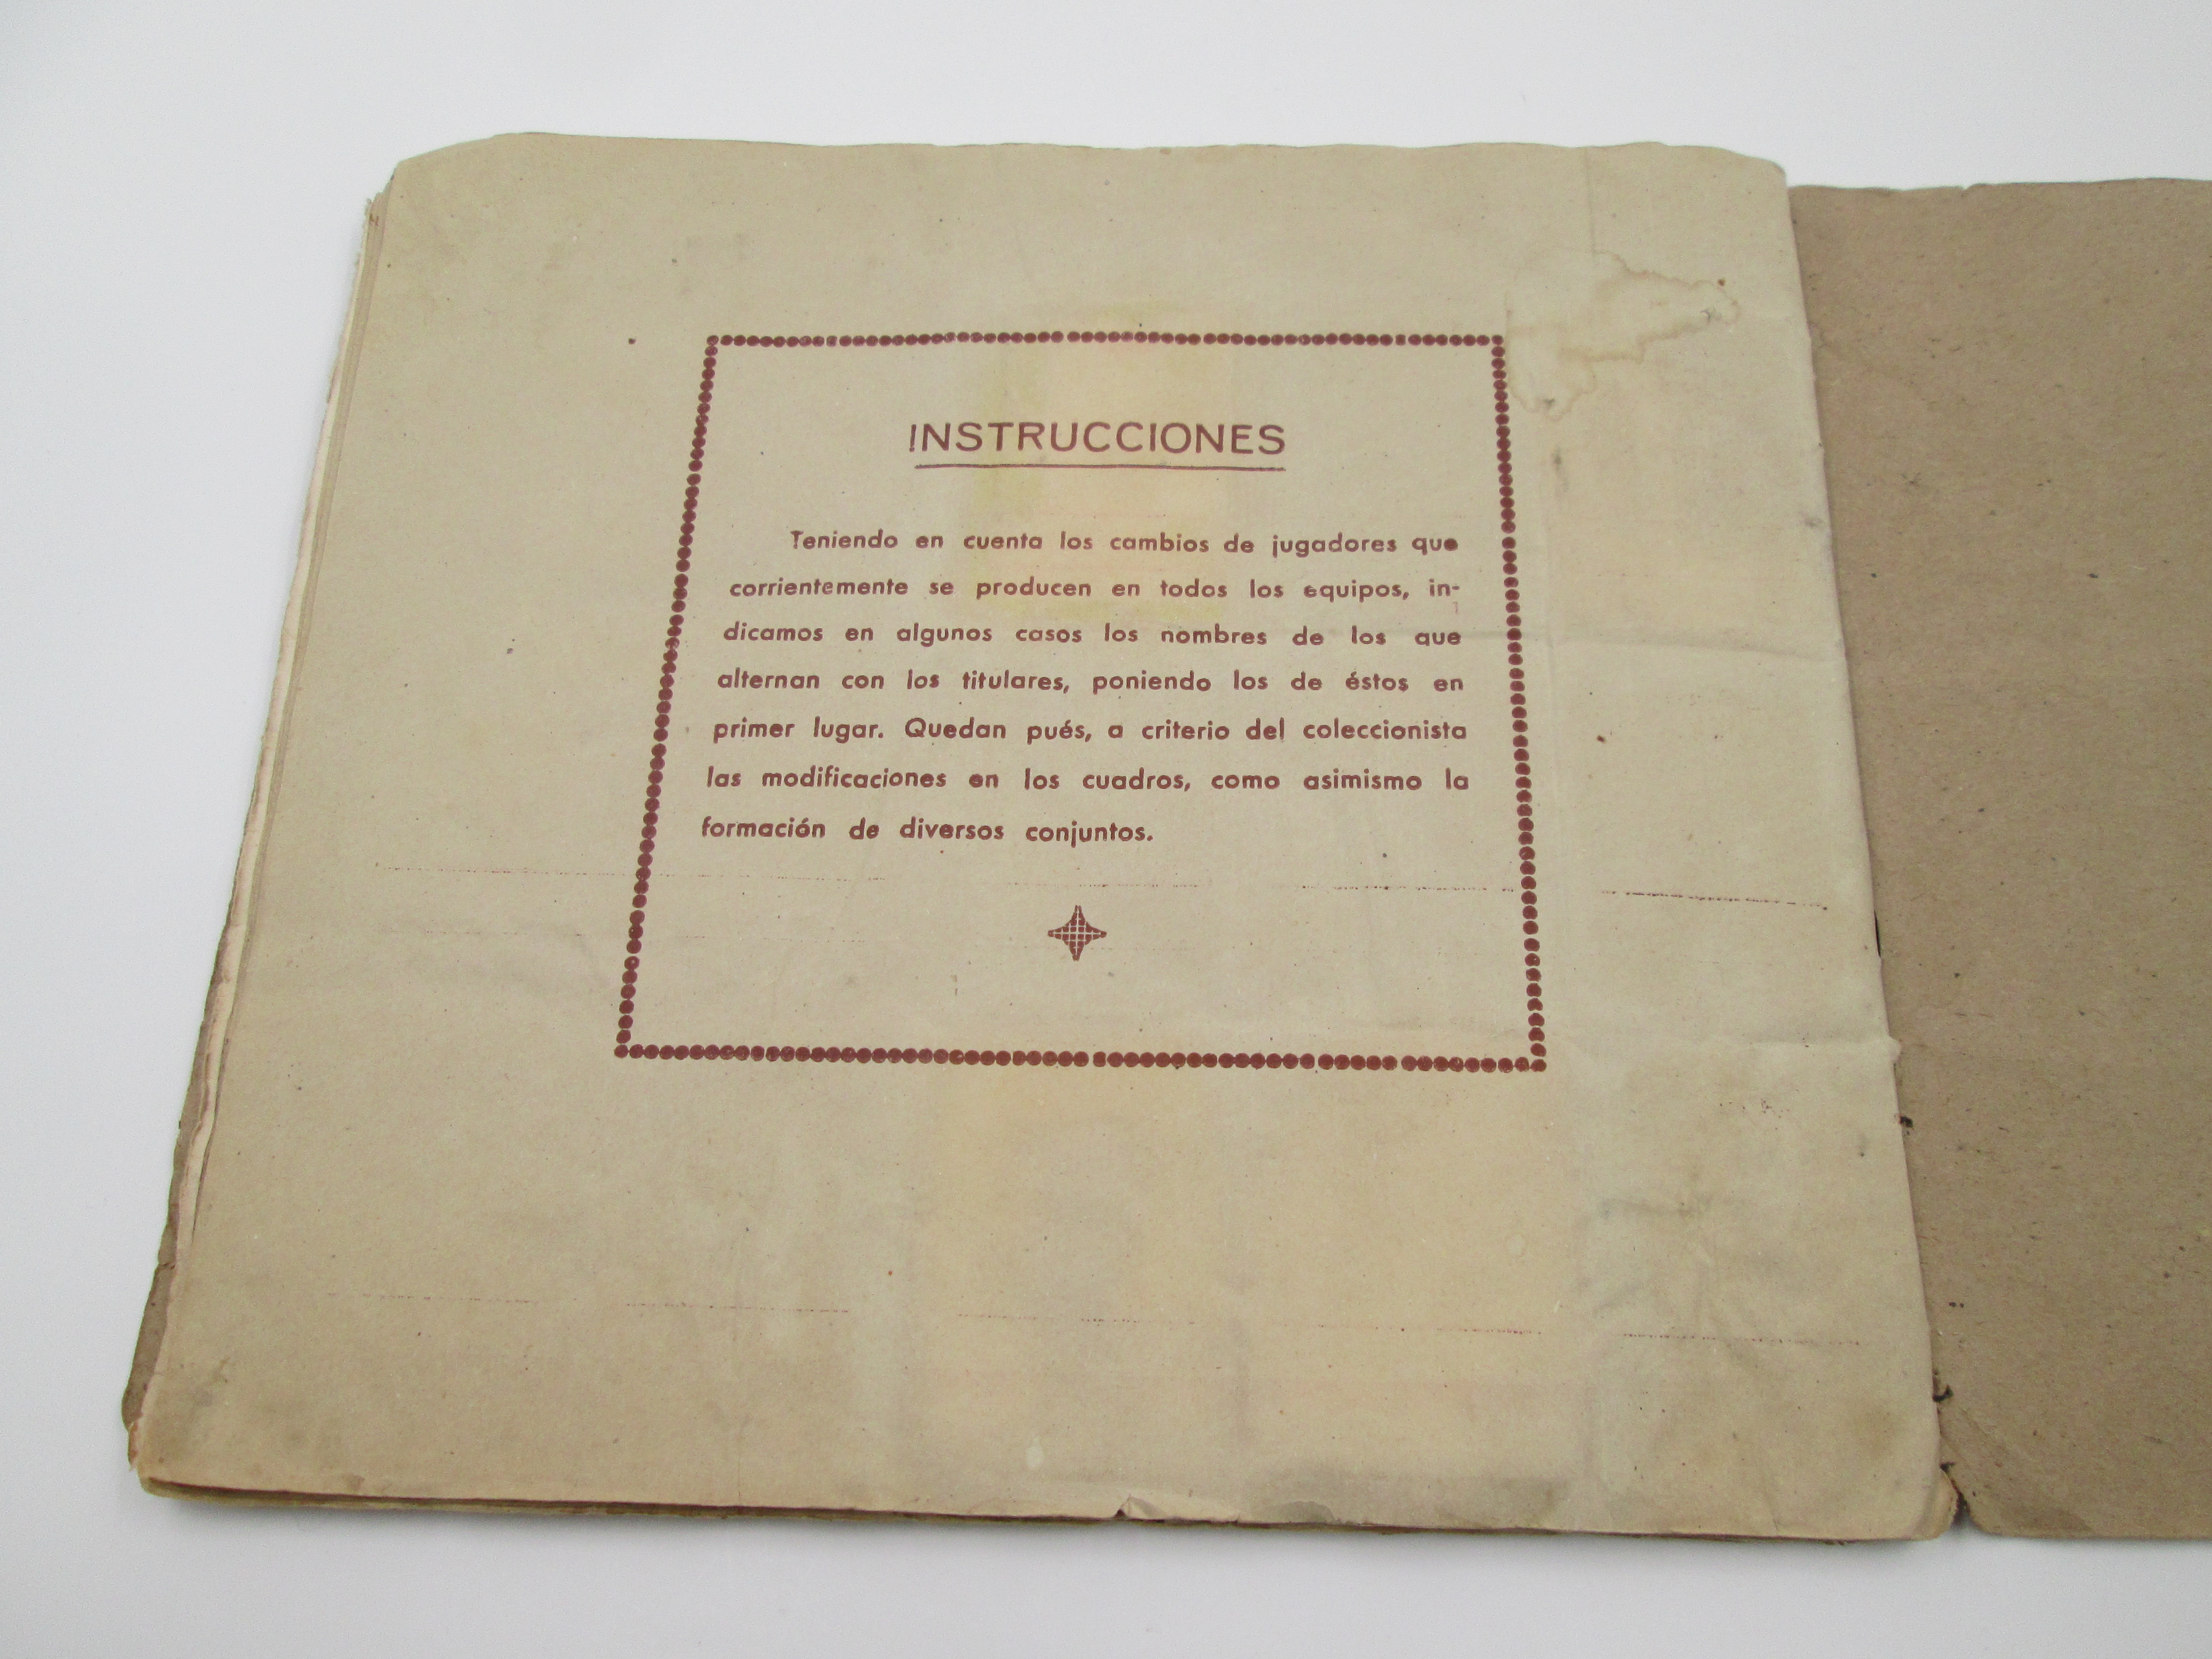 INSTRUCCIONES
Teniendo en cuenta los cambios de jugadores que
corrientemente se producen en todos los equipos, in-
dicamos en algunos casos los nombres de los que
alternan con los titulares, poniendo los de éstos en
primer lugar. Quedan pués, a criterio del coleccionista
las modificaciones en los cuadros, como asimismo la
formación de diversos conjuntos.